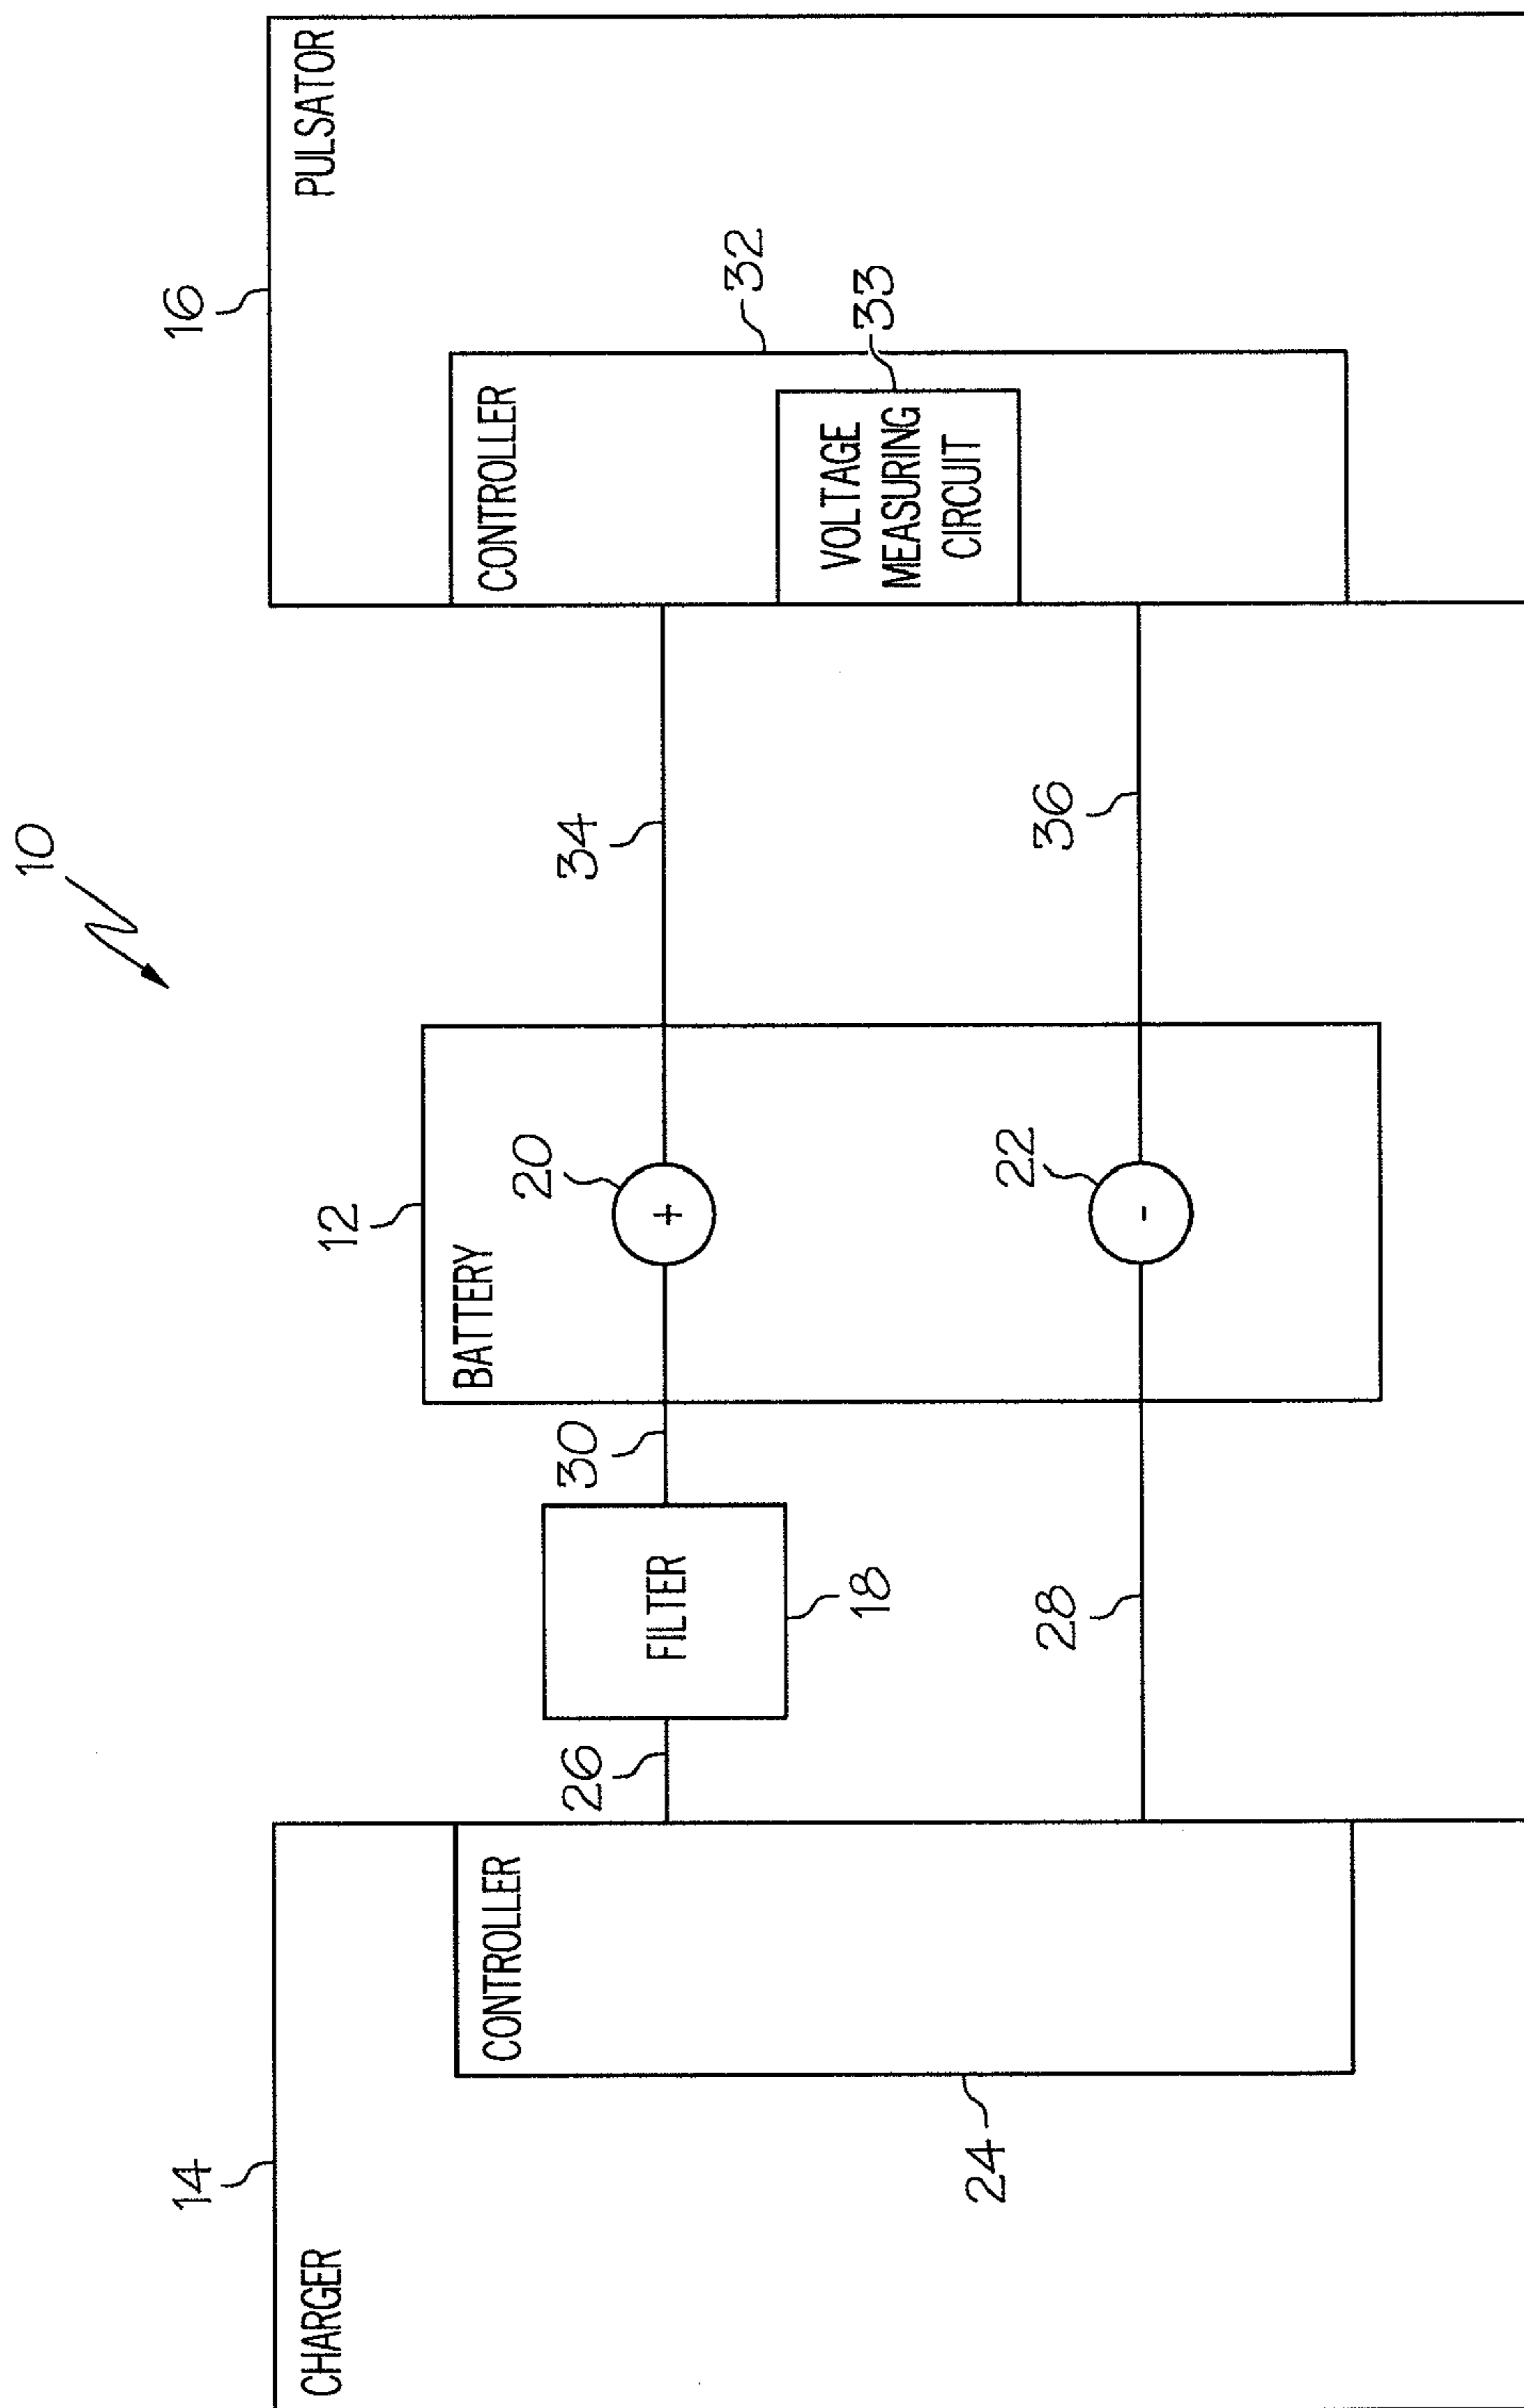 10
14
CHARGER
CONTROLLER
24
26
FILTER
18
30
28
12
BATTERY
20
+
22
-
34
36
16
PULSATOR
CONTROLLER
32
VOLTAGE
MEASURING
CIRCUIT
33